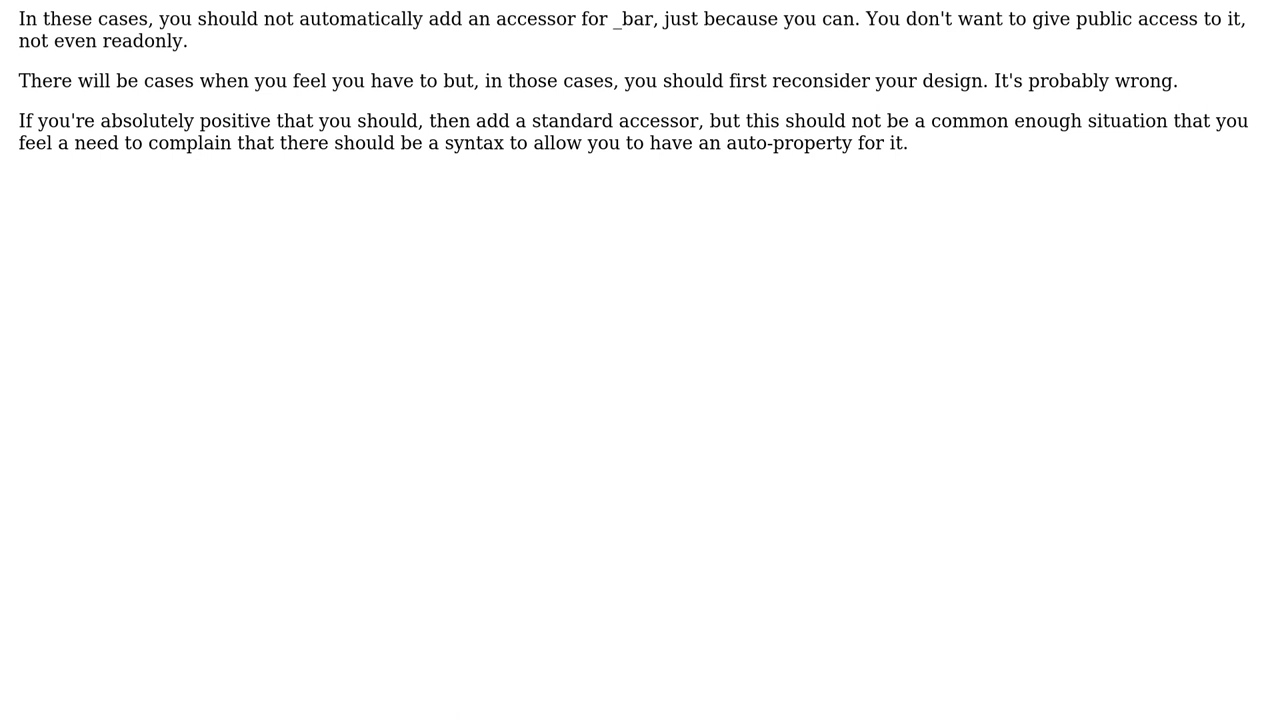 In these cases, you should not automatically add an accessor for _bar, just because you can. You don't want to give public access to it,
not even readonly.
There will be cases when you feel you have to but, in those cases, you should first reconsider your design. It's probably wrong.
If you're absolutely positive that you should, then add a standard accessor, but this should not be a common enough situation that you
feel a need to complain that there should be a syntax to allow you to have an auto-property for it.